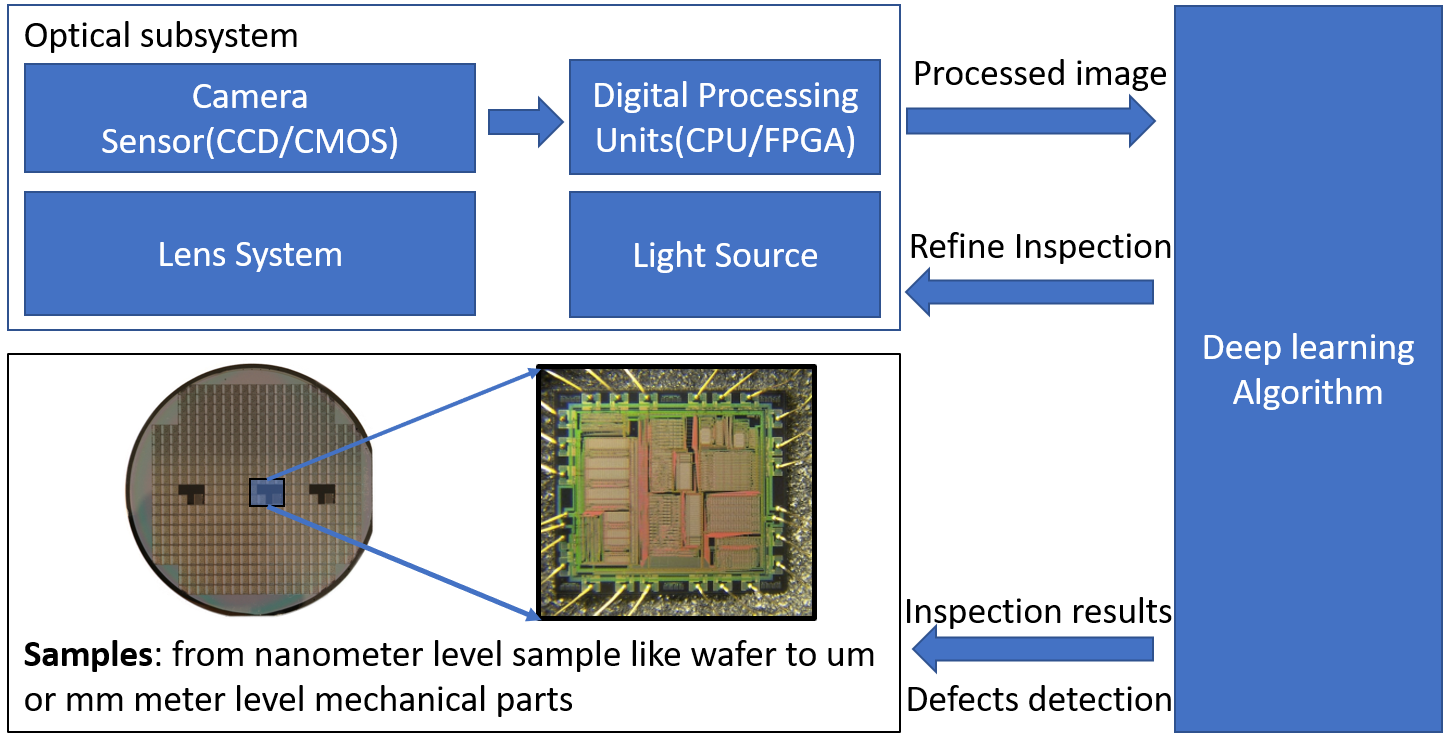 Optical subsystem
Camera
Sensor(CCD/CMOS)
Digital Processing
Units(CPU/FPGA)
Lens System
Light Source
Processed image
Refine Inspection
Deep learning
Algorithm
Samples: from nanometer level sample like wafer to um
or mm meter level mechanical parts
Inspection results
Defects detection